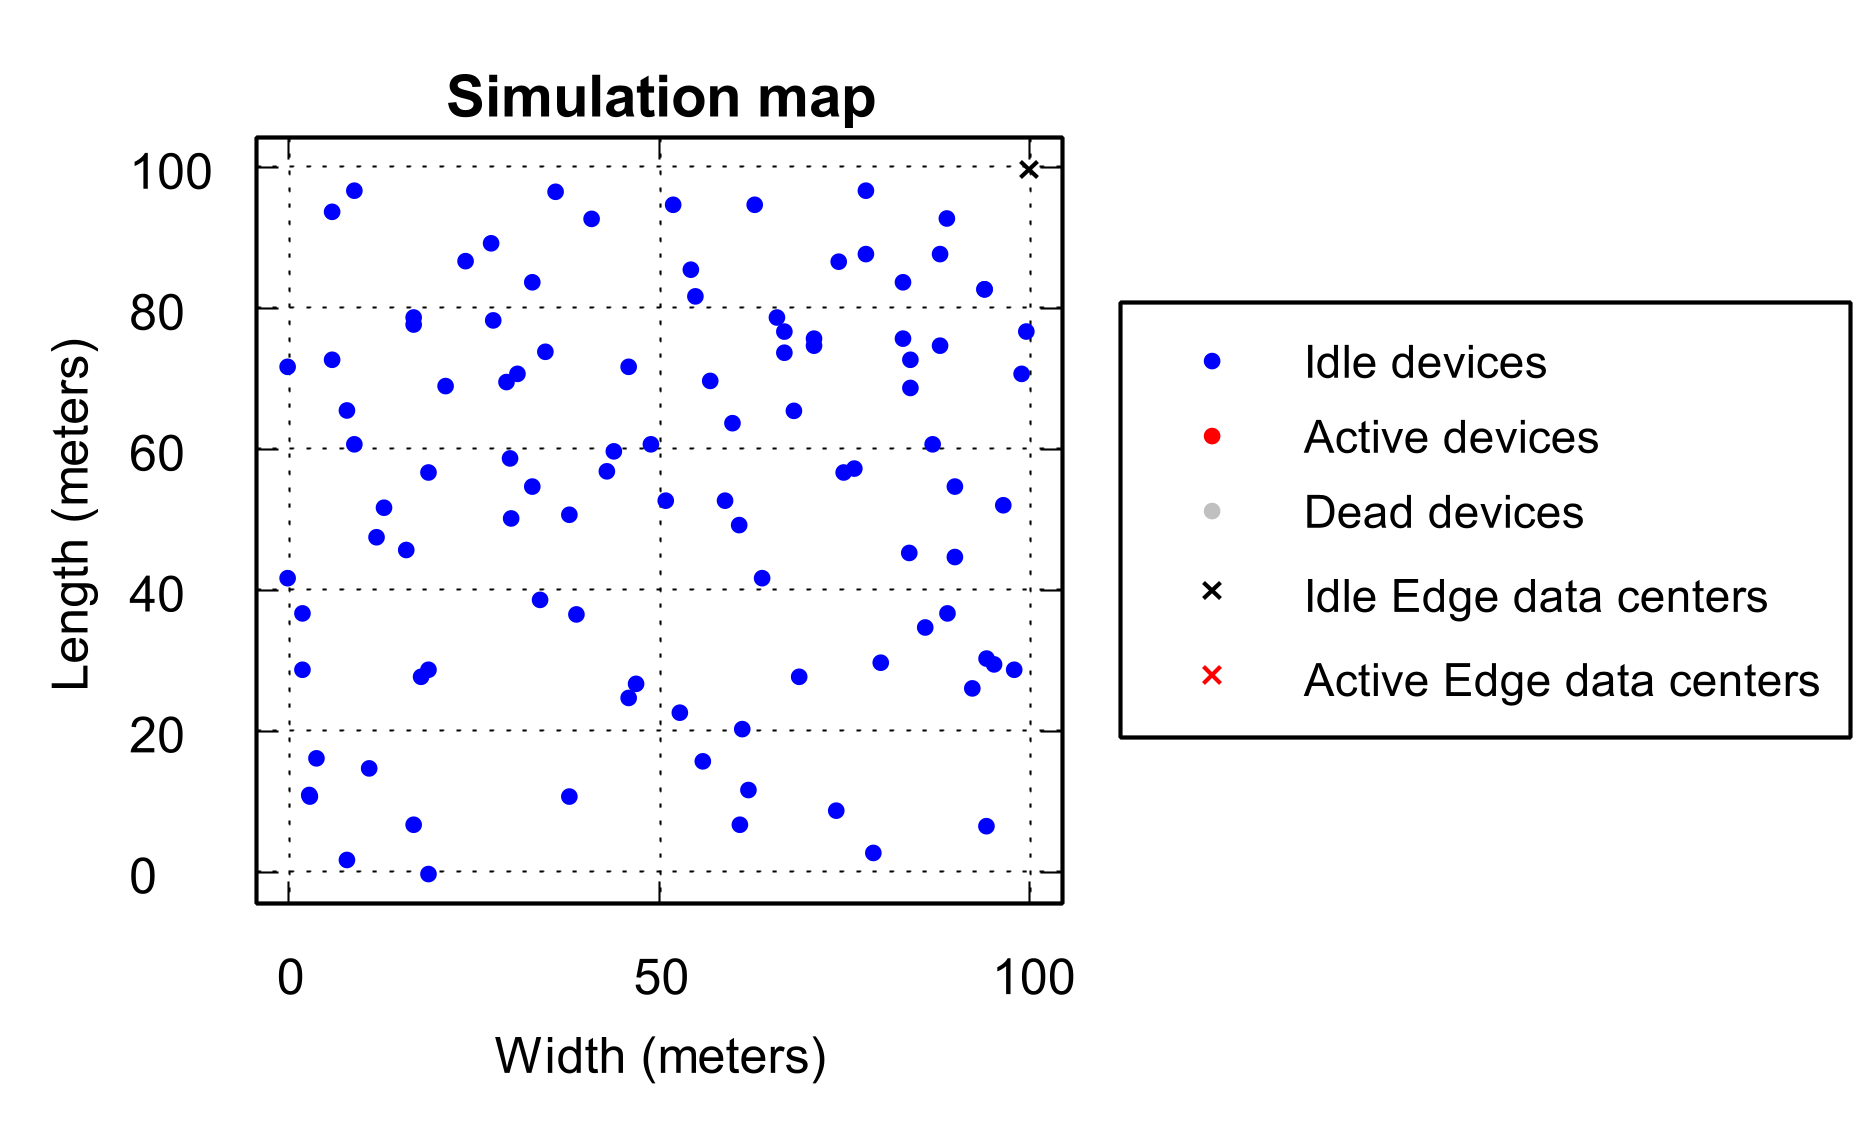 Simulation map
100
80
60
40
20
0
Length (meters)
0 50 100
Width (meters)
Idle devices
Active devices
Dead devices
Idle Edge data centers
Active Edge data centers